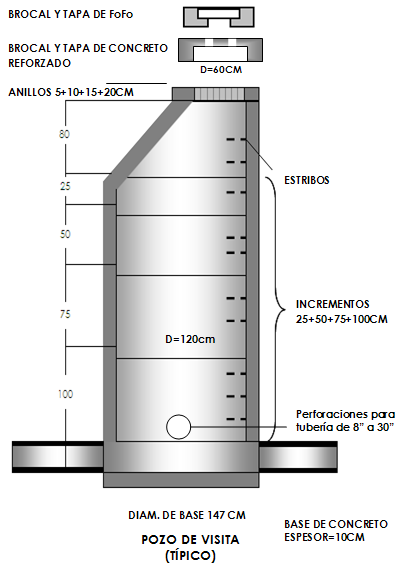 BROCAL Y TAPA DE FoFo
BROCAL Y TAPA DE CONCRETO
REFORZADO
D=60CM
ANILLOS 5+10+15+20CM
80
ESTRIBOS
25
50
INCREMENTOS
25+50+75+100CM
75
D=120cm
100
Perforaciones para
tubería de 8" a 30"
DIAM. DE BASE 147 CM
BASE DE CONCRETO
ESPESOR=10CM
POZO DE VISITA
(TÍPICO)